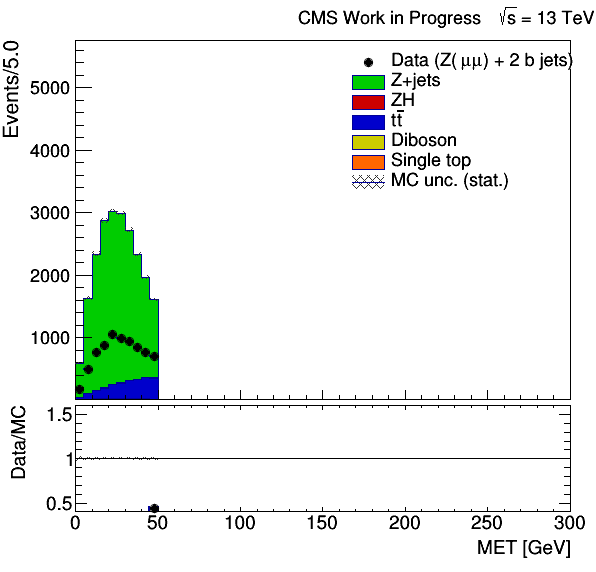 CMS Work in Progress √s = 13 TeV
Events/5.0
5000
4000
3000
2000
1000
Data (Z(μμ) + 2 b jets)
Z+jets
ZH
tt̅
Diboson
Single top
MC unc. (stat.)
Data/MC
1.5
1
0.5
0 50 100 150 200 250 300
MET [GeV]